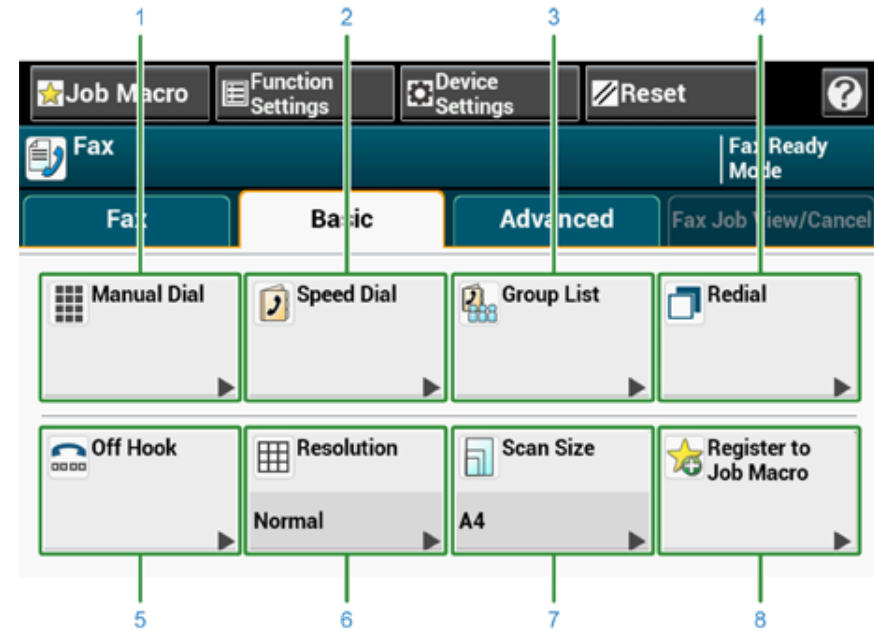 1 2 3 4
Job Macro Function Settings Device Settings Reset ?
Fax Fax Ready Mode
Fax Basic Advanced Fax Job View/Cancel
Manual Dial Speed Dial Group List Redial
Off Hook Resolution Scan Size Register to Job Macro
Normal A4
5 6 7 8